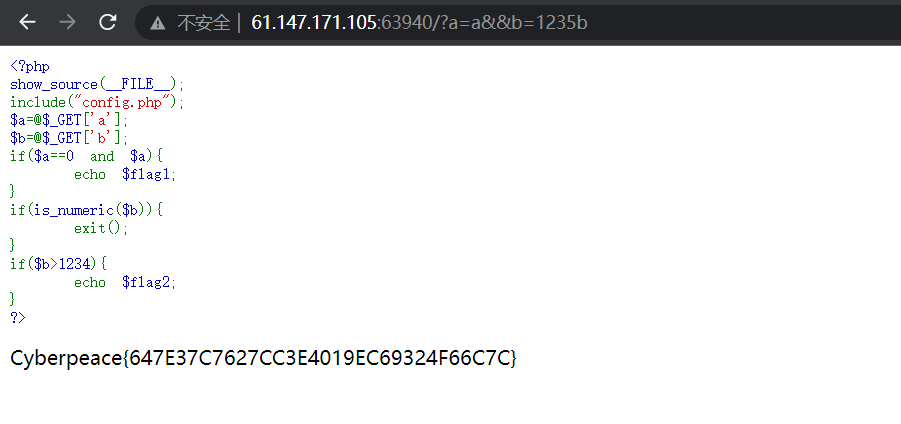 不安全 | 61.147.171.105:63940/?a=a&&b=1235b
<?php
show_source(__FILE__);
include("config.php");
$a=@$_GET['a'];
$b=@$_GET['b'];
if($a==0 and $a){
echo $flag1;
}
if(is_numeric($b)){
exit();
}
if($b>1234){
echo $flag2;
}
?>
Cyberpeace{647E37C7627CC3E4019EC69324F66C7C}